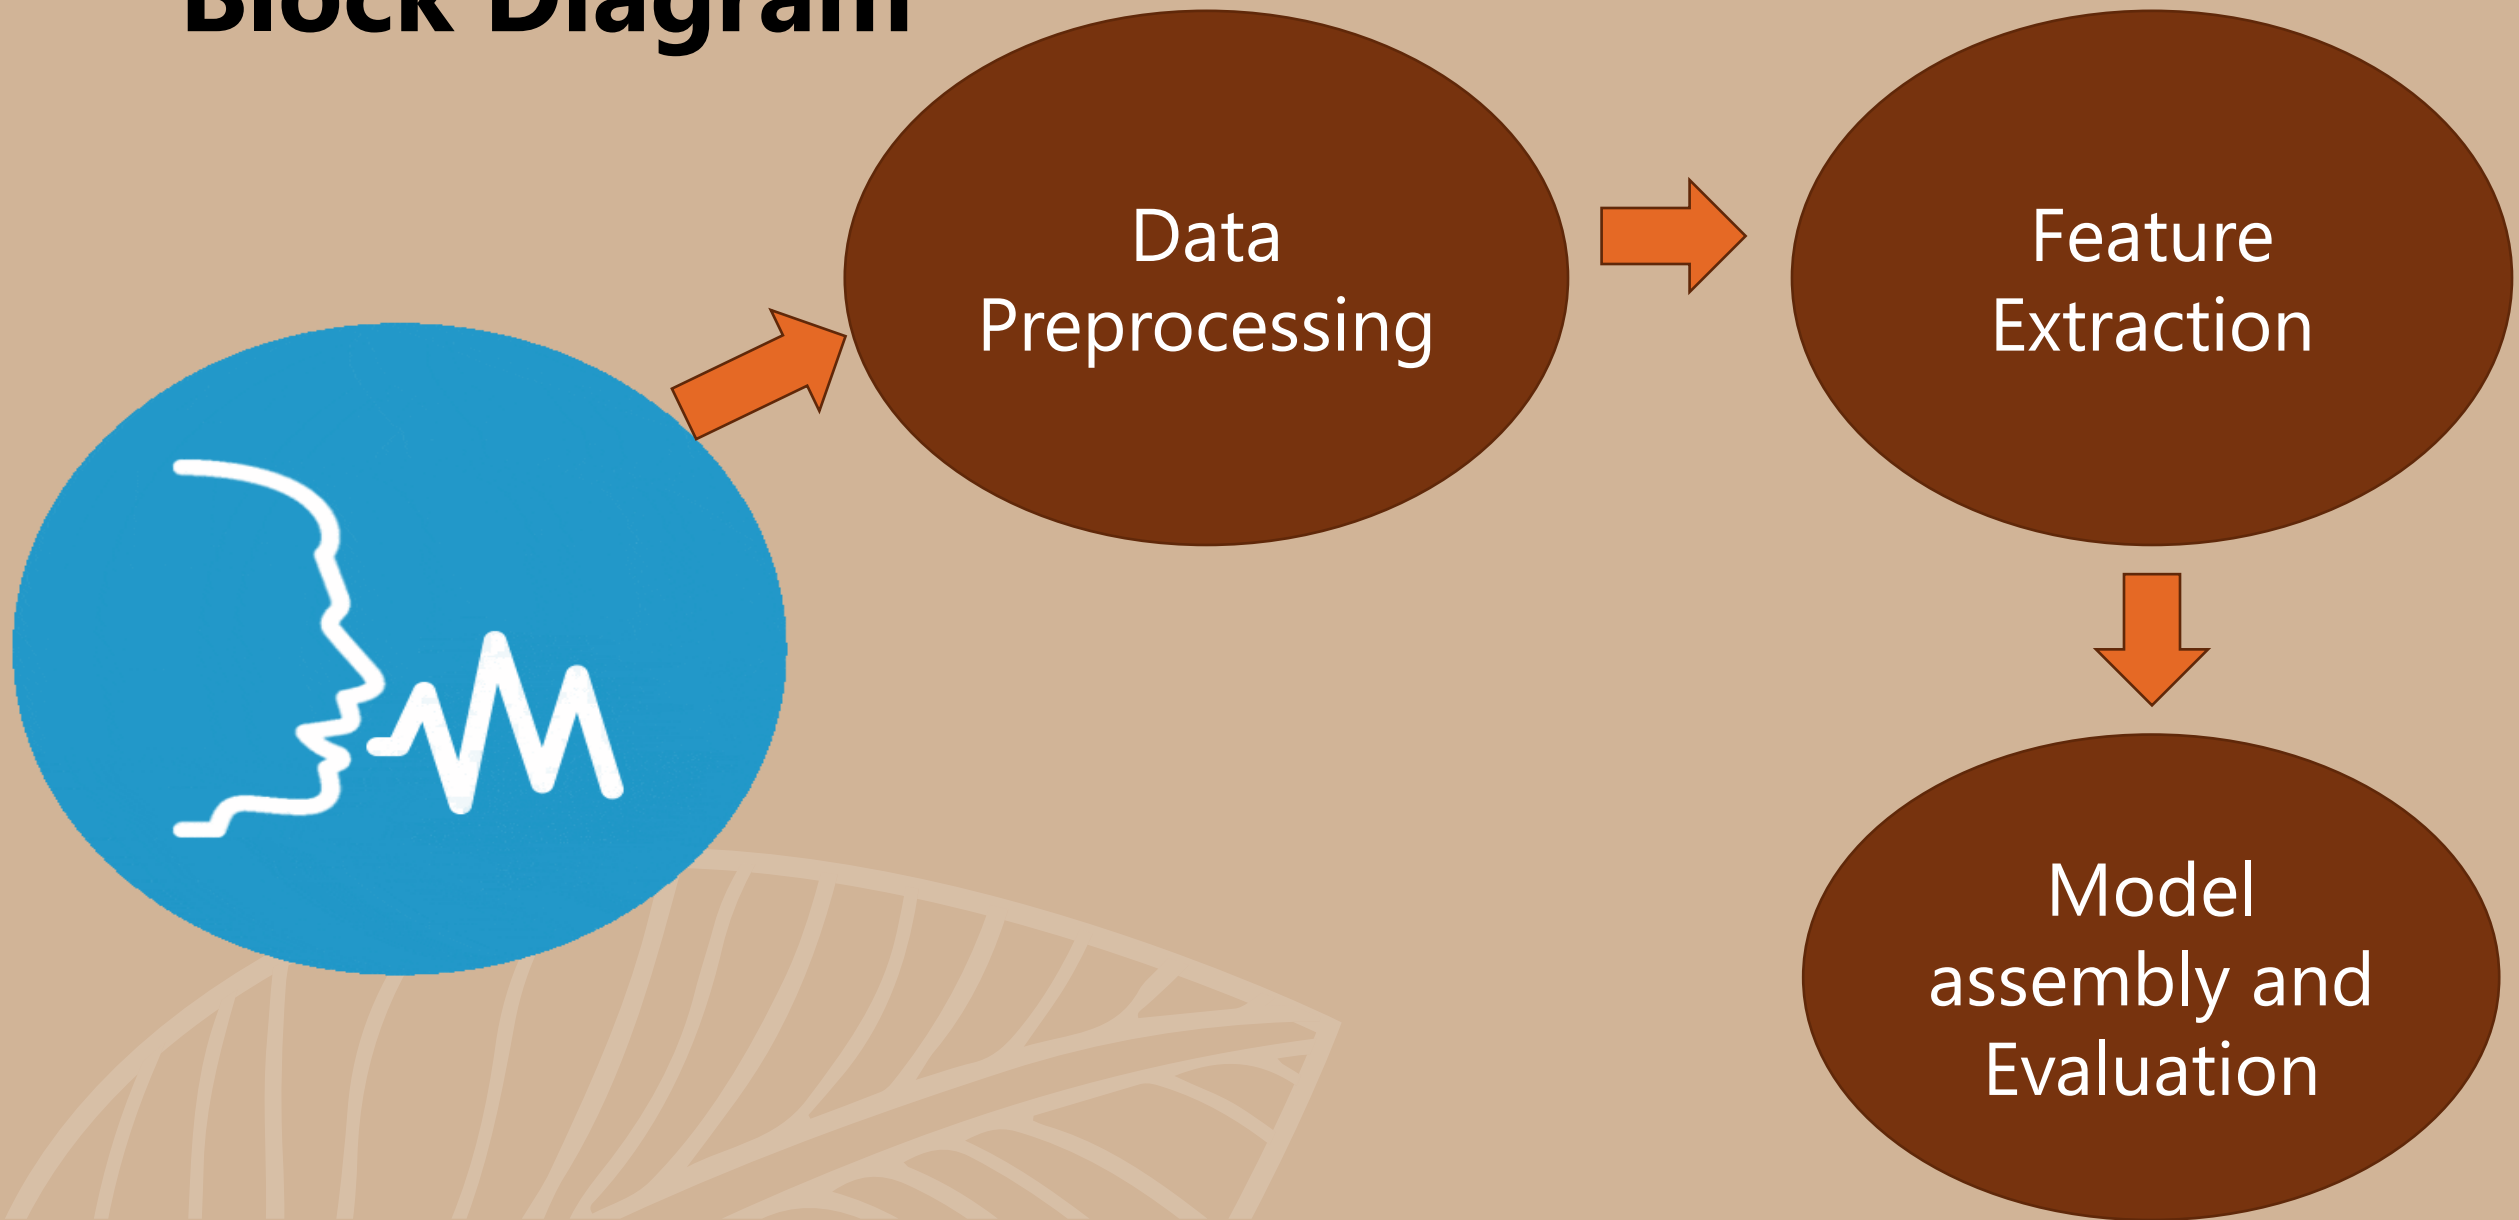 Block Diagram
Data
Preprocessing
Feature
Extraction
Model
assembly and
Evaluation